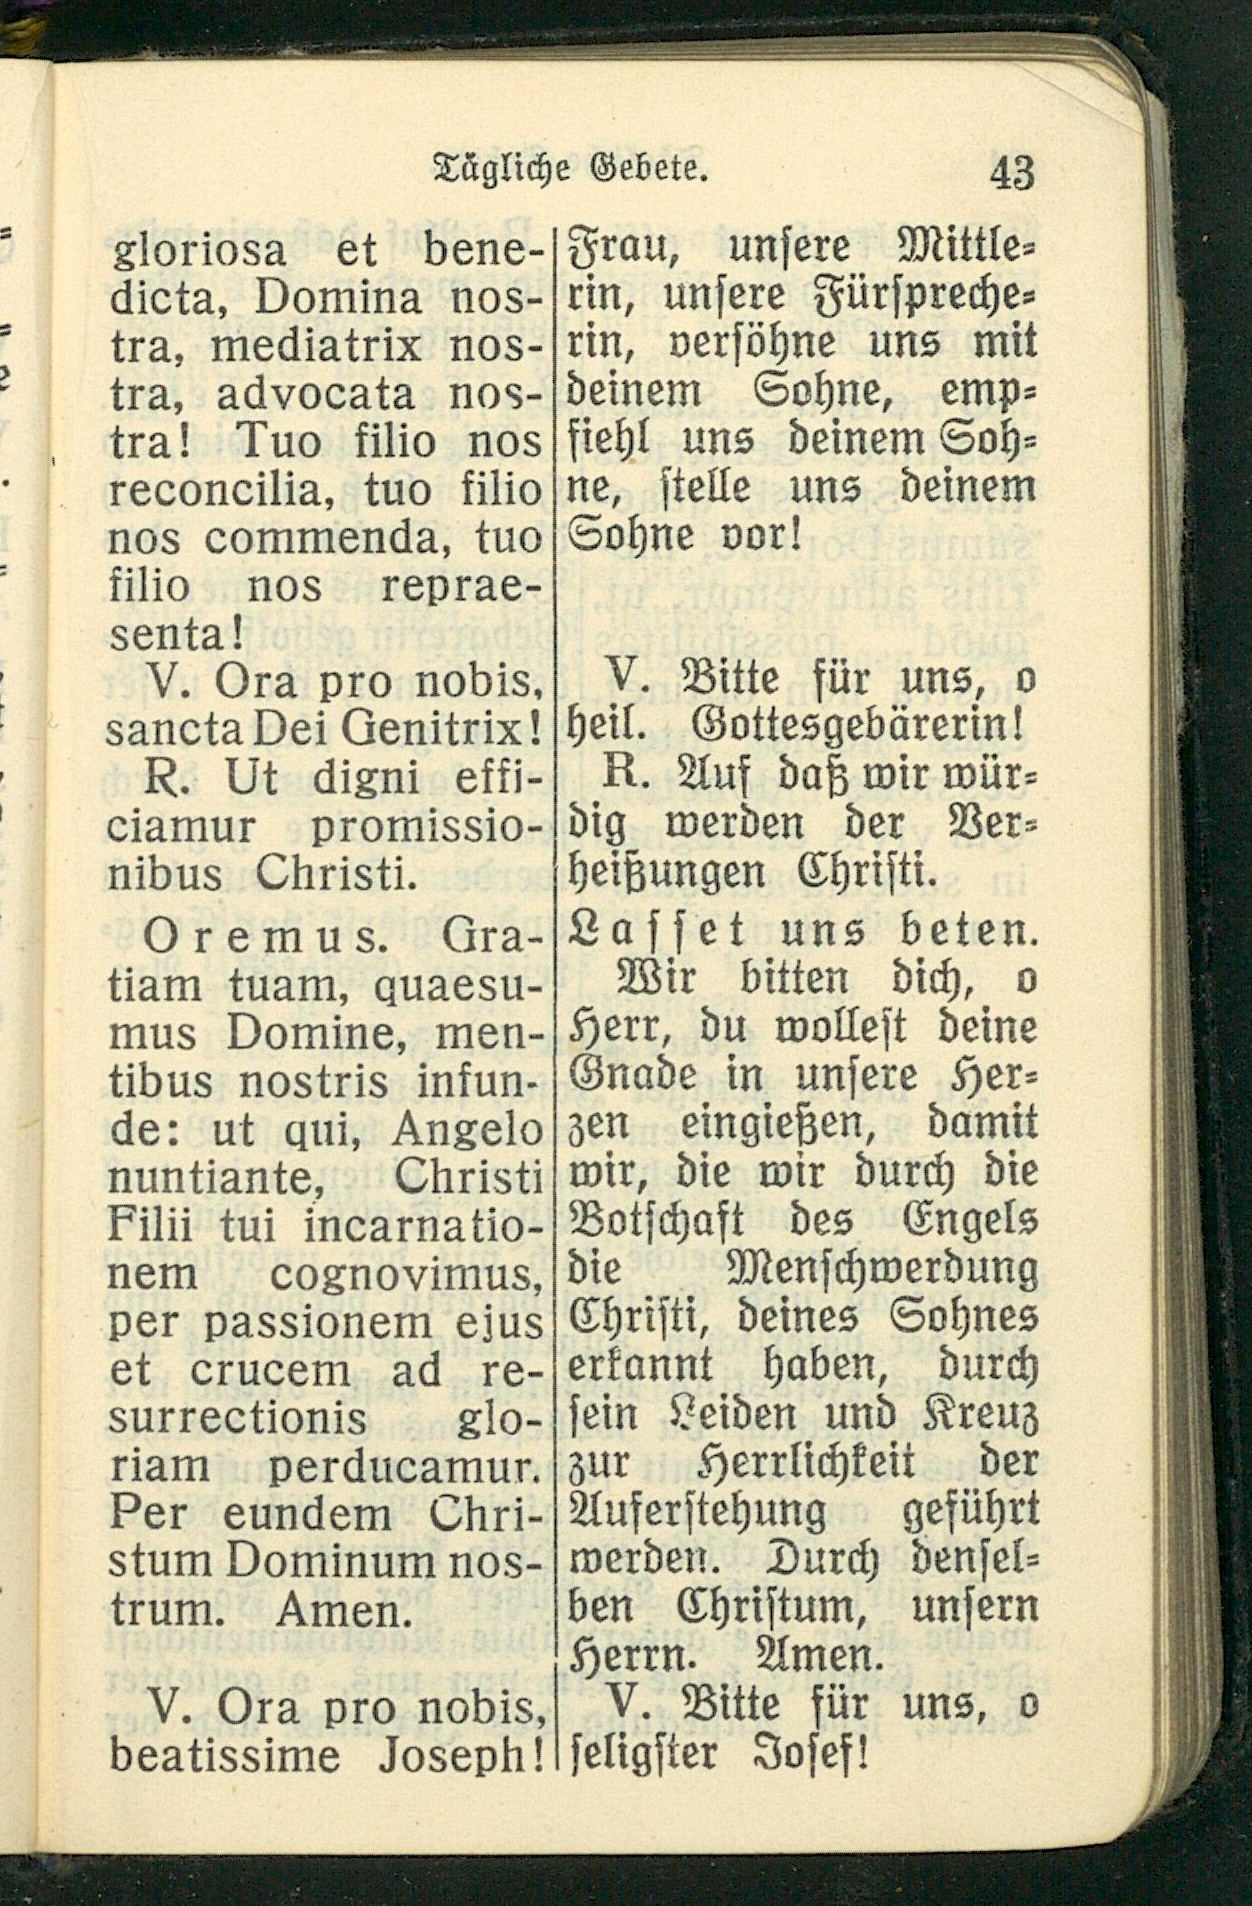 Tägliche Gebete. 43
gloriosa et bene-
dicta, Domina nos-
tra, mediatrix nos-
tra, advocata nos-
tra! Tuo filio nos
reconcilia, tuo filio
nos commenda, tuo
filio nos reprae-
senta!
V. Ora pro nobis,
sancta Dei Genitrix!
R. Ut digni effi-
ciamur promissio-
nibus Christi.
Oremus. Gra-
tiam tuam, quaesu-
mus Domine, men-
tibus nostris infun-
de: ut qui, Angelo
nuntiante, Christi
Filii tui incarnatio-
nem cognovimus,
per passionem ejus
et crucem ad re-
surrectionis glo-
riam perducamur.
Per eundem Chri-
stum Dominum nos-
trum. Amen.
V. Ora pro nobis,
beatissime Joseph!
Frau, unsere Mittle-
rin, unsere Fürspreche-
rin, versöhne uns mit
deinem Sohne, emp-
fiehl uns deinem Soh-
ne, stelle uns deinem
Sohne vor!
V. Bitte für uns, o
heil. Gottesgebärerin!
R. Auf daß wir wür-
dig werden der Ver-
heißungen Christi.
Lasset uns beten.
Wir bitten dich, o
Herr, du wollest deine
Gnade in unsere Her-
zen eingießen, damit
wir, die wir durch die
Botschaft des Engels
die Menschwerdung
Christi, deines Sohnes
erkannt haben, durch
sein Leiden und Kreuz
zur Herrlichkeit der
Auferstehung geführt
werden. Durch densel-
ben Christum, unsern
Herrn. Amen.
V. Bitte für uns, o
seligster Josef!